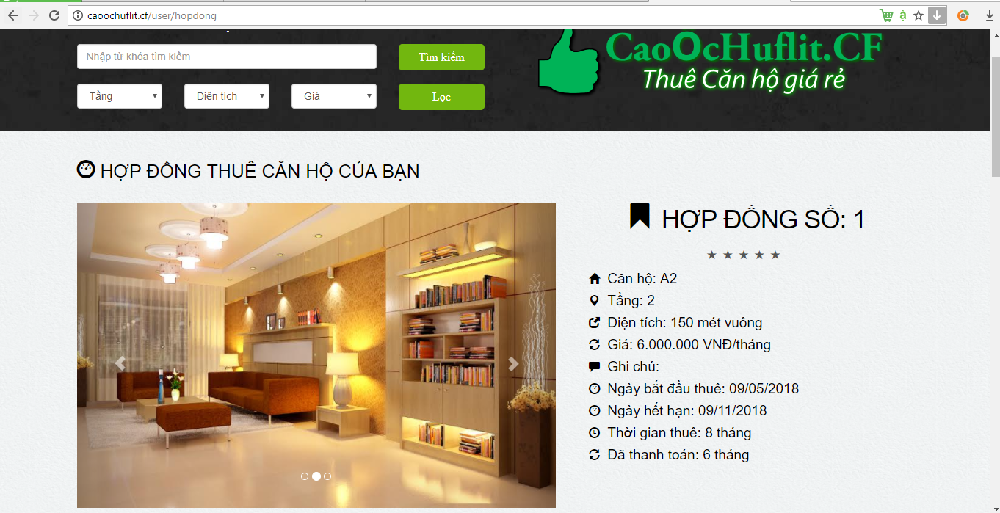 caoochuflit.cf/user/hopdong
CaoOcHuflit.CF
Thuê Căn hộ giá rẻ
Nhập từ khóa tìm kiếm
Tìm kiếm
Tầng
Diện tích
Giá
Lọc
HỢP ĐỒNG THUÊ CĂN HỘ CỦA BẠN
HỢP ĐỒNG SỐ: 1
Căn hộ: A2
Tầng: 2
Diện tích: 150 mét vuông
Giá: 6.000.000 VNĐ/tháng
Ghi chú:
Ngày bắt đầu thuê: 09/05/2018
Ngày hết hạn: 09/11/2018
Thời gian thuê: 8 tháng
Đã thanh toán: 6 tháng